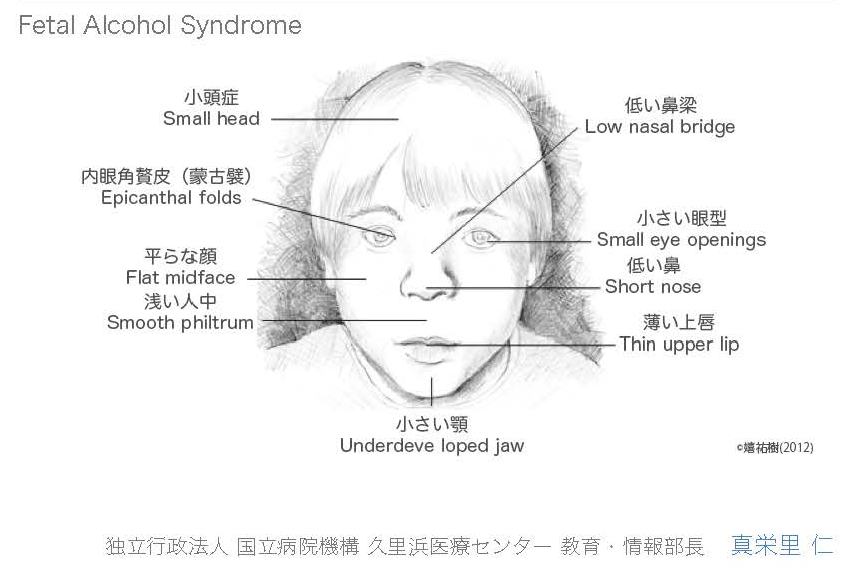 Fetal Alcohol Syndrome
小頭症
Small head
低い鼻梁
Low nasal bridge
内眼角贅皮（蒙古襞）
Epicanthal folds
小さい眼型
Small eye openings
平らな顔
Flat midface
低い鼻
Short nose
浅い人中
Smooth philtrum
薄い上唇
Thin upper lip
小さい顎
Underdeve loped jaw
©嬉祐樹(2012)
独立行政法人 国立病院機構 久里浜医療センター 教育・情報部長 真栄里 仁